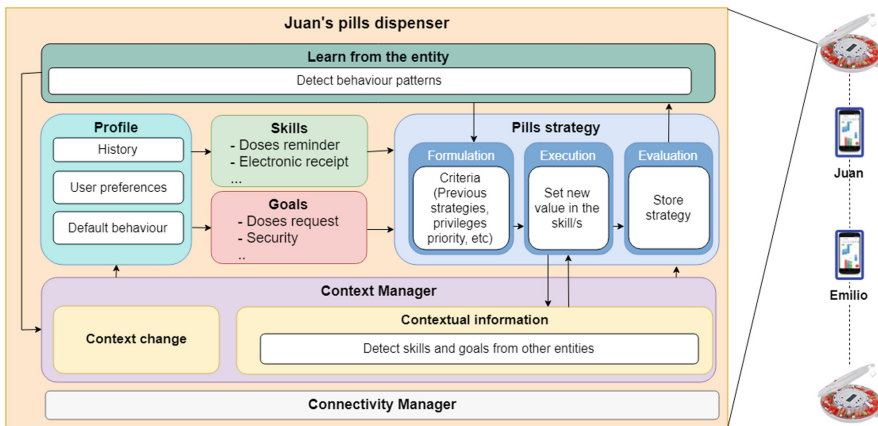 Juan's pills dispenser
Learn from the entity
Detect behaviour patterns
Profile
History
User preferences
Default behaviour
Skills
- Doses reminder
- Electronic receipt
...
Goals
- Doses request
- Security
..
Pills strategy
Formulation
Criteria
(Previous
strategies,
privileges
priority, etc)
Execution
Set new
value in the
skill/s
Evaluation
Store
strategy
Context Manager
Context change
Contextual information
Detect skills and goals from other entities
Connectivity Manager
Juan
Emilio